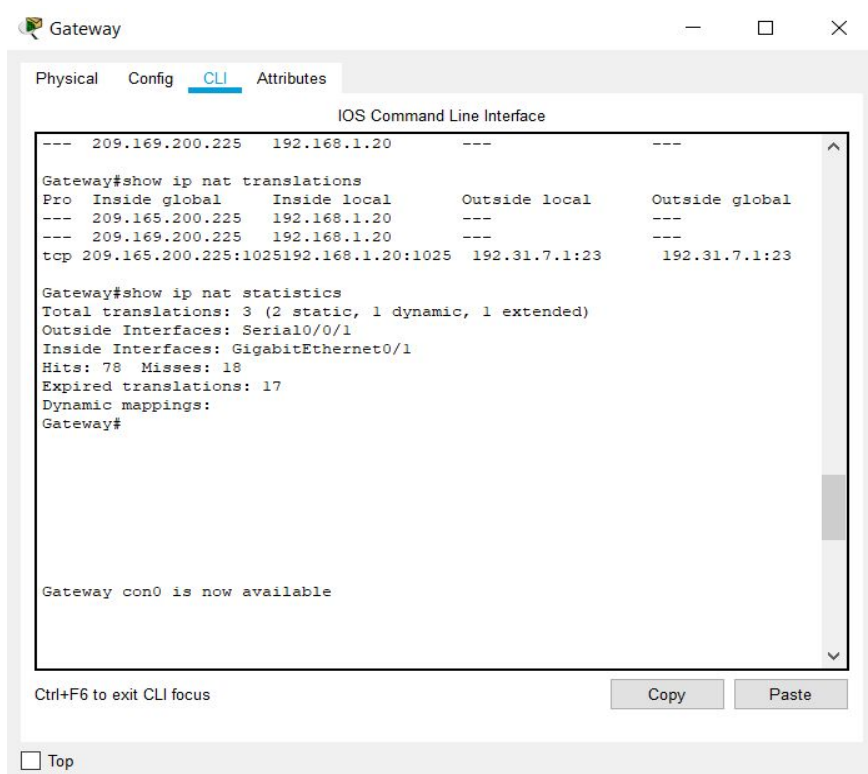 Gateway
Physical Config CLI Attributes
IOS Command Line Interface
--- 209.169.200.225 192.168.1.20 --- ---
Gateway#show ip nat translations
Pro Inside global Inside local Outside local Outside global
--- 209.165.200.225 192.168.1.20 --- ---
--- 209.169.200.225 192.168.1.20 --- ---
tcp 209.165.200.225:1025192.168.1.20:1025 192.31.7.1:23 192.31.7.1:23
Gateway#show ip nat statistics
Total translations: 3 (2 static, 1 dynamic, 1 extended)
Outside Interfaces: Serial0/0/1
Inside Interfaces: GigabitEthernet0/1
Hits: 78 Misses: 18
Expired translations: 17
Dynamic mappings:
Gateway#
Gateway con0 is now available
Ctrl+F6 to exit CLI focus Copy Paste
Top